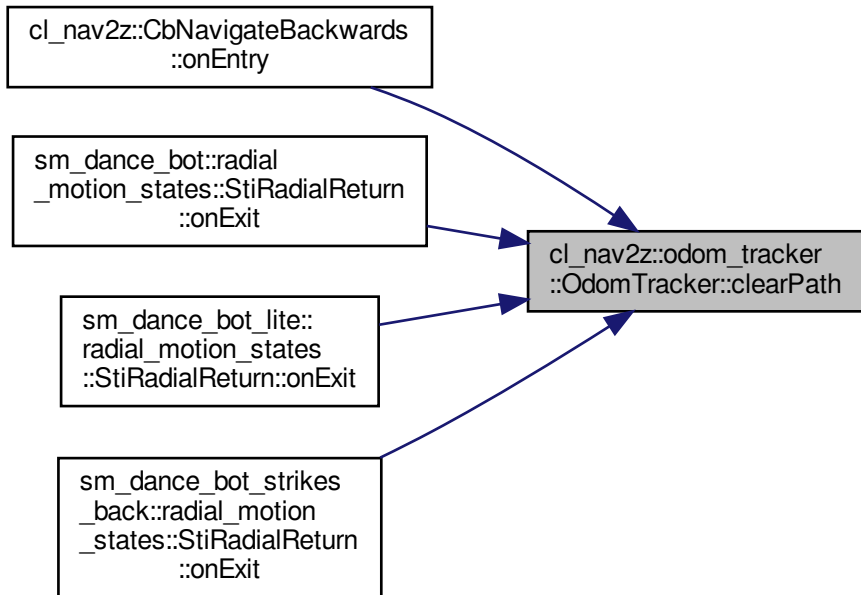 cl_nav2z::CbNavigateBackwards
::onEntry
sm_dance_bot::radial
_motion_states::StiRadialReturn
::onExit
cl_nav2z::odom_tracker
::OdomTracker::clearPath
sm_dance_bot_lite::
radial_motion_states
::StiRadialReturn::onExit
sm_dance_bot_strikes
_back::radial_motion
_states::StiRadialReturn
::onExit